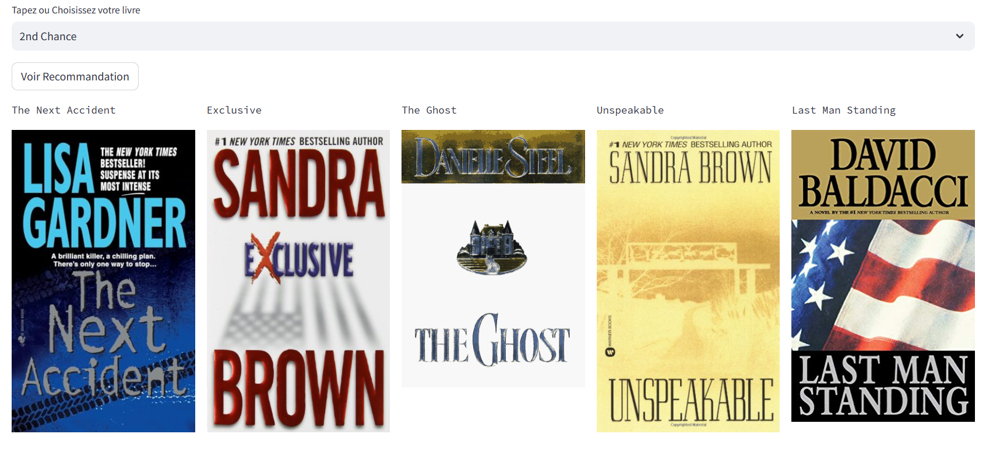 Tapez ou Choisissez votre livre
2nd Chance
Voir Recommandation
The Next Accident
Exclusive
The Ghost
Unspeakable
Last Man Standing
LISA
GARDNER
THE NEW YORK TIMES
BESTSELLER!
SUSPENSE AT ITS
MOST INTENSE
A brilliant killer, a chilling plan.
There's only one way to stop...
The
Next
Accident
#1 NEW YORK TIMES BESTSELLING AUTHOR
SANDRA
EXCLUSIVE
BROWN
DANIELLE STEEL
THE GHOST
Copyrighted Material
#1 NEW YORK TIMES BESTSELLING AUTHOR
SANDRA BROWN
WARNER BOOKS
UNSPEAKABLE
Copyrighted Material
DAVID
BALDACCI
A NOVEL BY THE #1 NEW YORK TIMES BESTSELLING AUTHOR
LAST MAN
STANDING